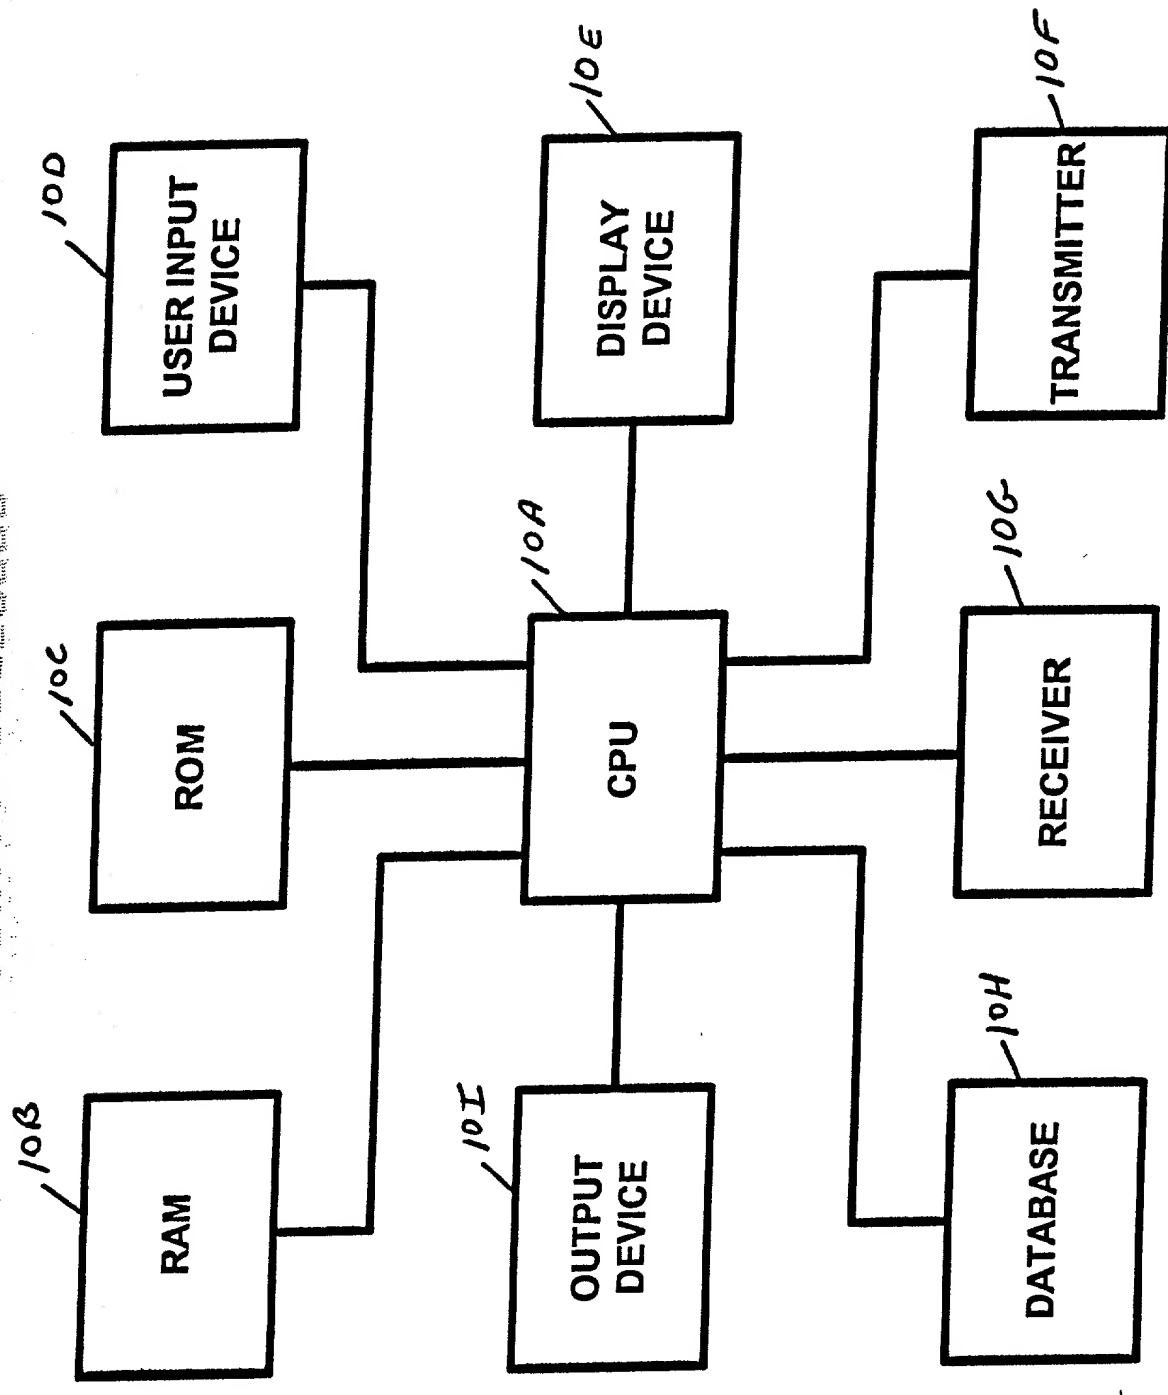 10B
RAM
10C
ROM
10D
USER INPUT
DEVICE
10I
OUTPUT
DEVICE
10A
CPU
10E
DISPLAY
DEVICE
10H
DATABASE
10G
RECEIVER
10F
TRANSMITTER